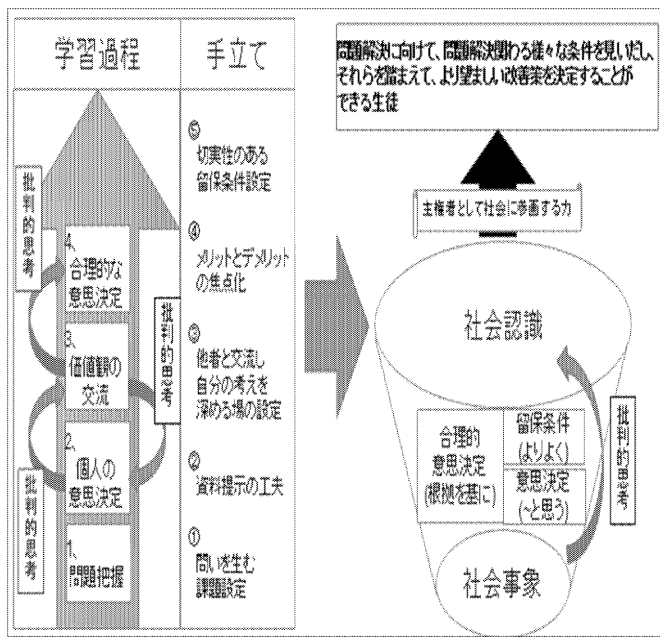 学習過程
手立て
批判的思考
4、
合理的な
意思決定
3、
価値観の
交流
批判的思考
2、
個人の
意思決定
批判的思考
1、
問題把握
⑤
切実性のある
留保条件設定
④
メリットとデメリット
の焦点化
③
他者と交流し
自分の考えを
深める場の設定
②
資料提示の工夫
①
問いを生む
課題設定
問題解決に向けて、問題解決関わる様々な条件を見いだし、
それらを踏まえて、より望ましい改善策を決定することが
できる生徒
主権者として社会に参画する力
社会認識
合理的
意思決定
(根拠を基に)
留保条件
(よりよく)
意思決定
(~と思う)
批判的思考
社会事象